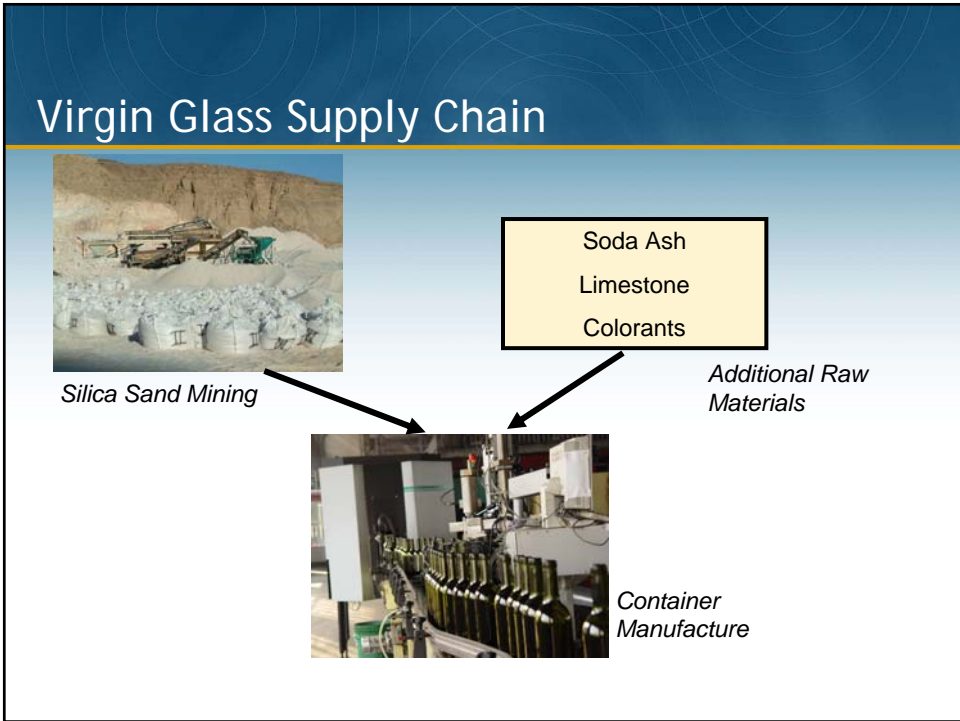 Virgin Glass Supply Chain
Soda Ash
Limestone
Colorants
Silica Sand Mining
Additional Raw
Materials
Container
Manufacture